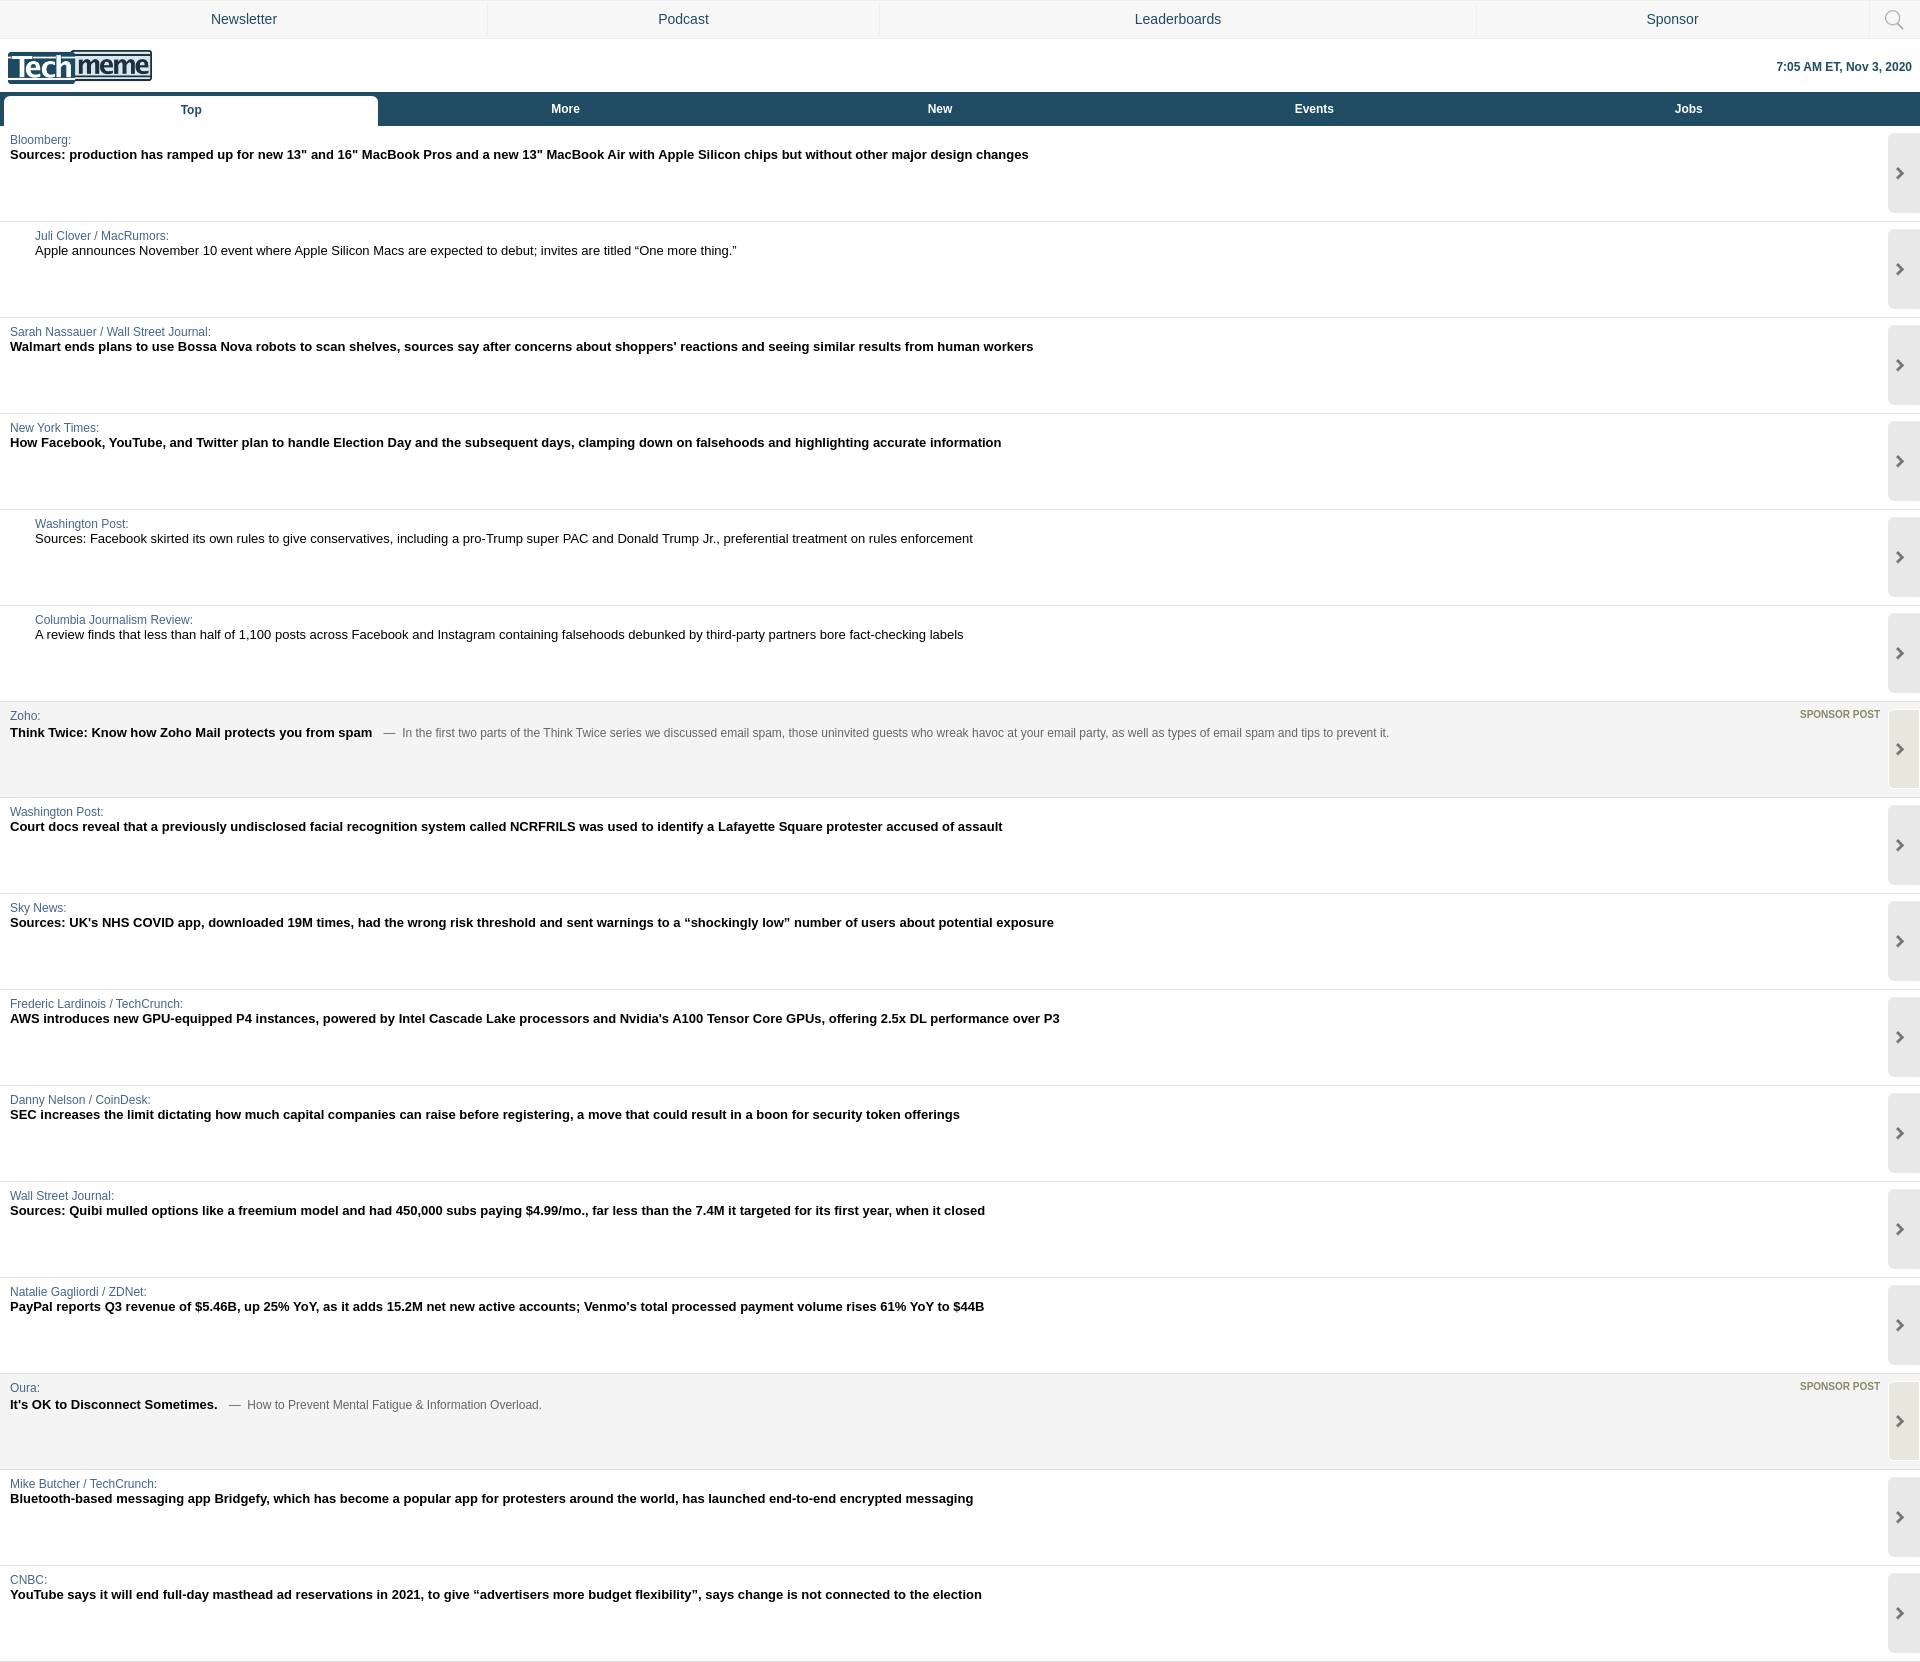 Newsletter
Podcast
Leaderboards
Sponsor
Techmeme
7:05 AM ET, Nov 3, 2020
Top
More
New
Events
Jobs
Bloomberg:
Sources: production has ramped up for new 13" and 16" MacBook Pros and a new 13" MacBook Air with Apple Silicon chips but without other major design changes
Juli Clover / MacRumors:
Apple announces November 10 event where Apple Silicon Macs are expected to debut; invites are titled “One more thing.”
Sarah Nassauer / Wall Street Journal:
Walmart ends plans to use Bossa Nova robots to scan shelves, sources say after concerns about shoppers' reactions and seeing similar results from human workers
New York Times:
How Facebook, YouTube, and Twitter plan to handle Election Day and the subsequent days, clamping down on falsehoods and highlighting accurate information
Washington Post:
Sources: Facebook skirted its own rules to give conservatives, including a pro-Trump super PAC and Donald Trump Jr., preferential treatment on rules enforcement
Columbia Journalism Review:
A review finds that less than half of 1,100 posts across Facebook and Instagram containing falsehoods debunked by third-party partners bore fact-checking labels
Zoho:
SPONSOR POST
Think Twice: Know how Zoho Mail protects you from spam — In the first two parts of the Think Twice series we discussed email spam, those uninvited guests who wreak havoc at your email party, as well as types of email spam and tips to prevent it.
Washington Post:
Court docs reveal that a previously undisclosed facial recognition system called NCRFRILS was used to identify a Lafayette Square protester accused of assault
Sky News:
Sources: UK's NHS COVID app, downloaded 19M times, had the wrong risk threshold and sent warnings to a “shockingly low” number of users about potential exposure
Frederic Lardinois / TechCrunch:
AWS introduces new GPU-equipped P4 instances, powered by Intel Cascade Lake processors and Nvidia's A100 Tensor Core GPUs, offering 2.5x DL performance over P3
Danny Nelson / CoinDesk:
SEC increases the limit dictating how much capital companies can raise before registering, a move that could result in a boon for security token offerings
Wall Street Journal:
Sources: Quibi mulled options like a freemium model and had 450,000 subs paying $4.99/mo., far less than the 7.4M it targeted for its first year, when it closed
Natalie Gagliordi / ZDNet:
PayPal reports Q3 revenue of $5.46B, up 25% YoY, as it adds 15.2M net new active accounts; Venmo's total processed payment volume rises 61% YoY to $44B
Oura:
SPONSOR POST
It's OK to Disconnect Sometimes. — How to Prevent Mental Fatigue & Information Overload.
Mike Butcher / TechCrunch:
Bluetooth-based messaging app Bridgefy, which has become a popular app for protesters around the world, has launched end-to-end encrypted messaging
CNBC:
YouTube says it will end full-day masthead ad reservations in 2021, to give “advertisers more budget flexibility”, says change is not connected to the election